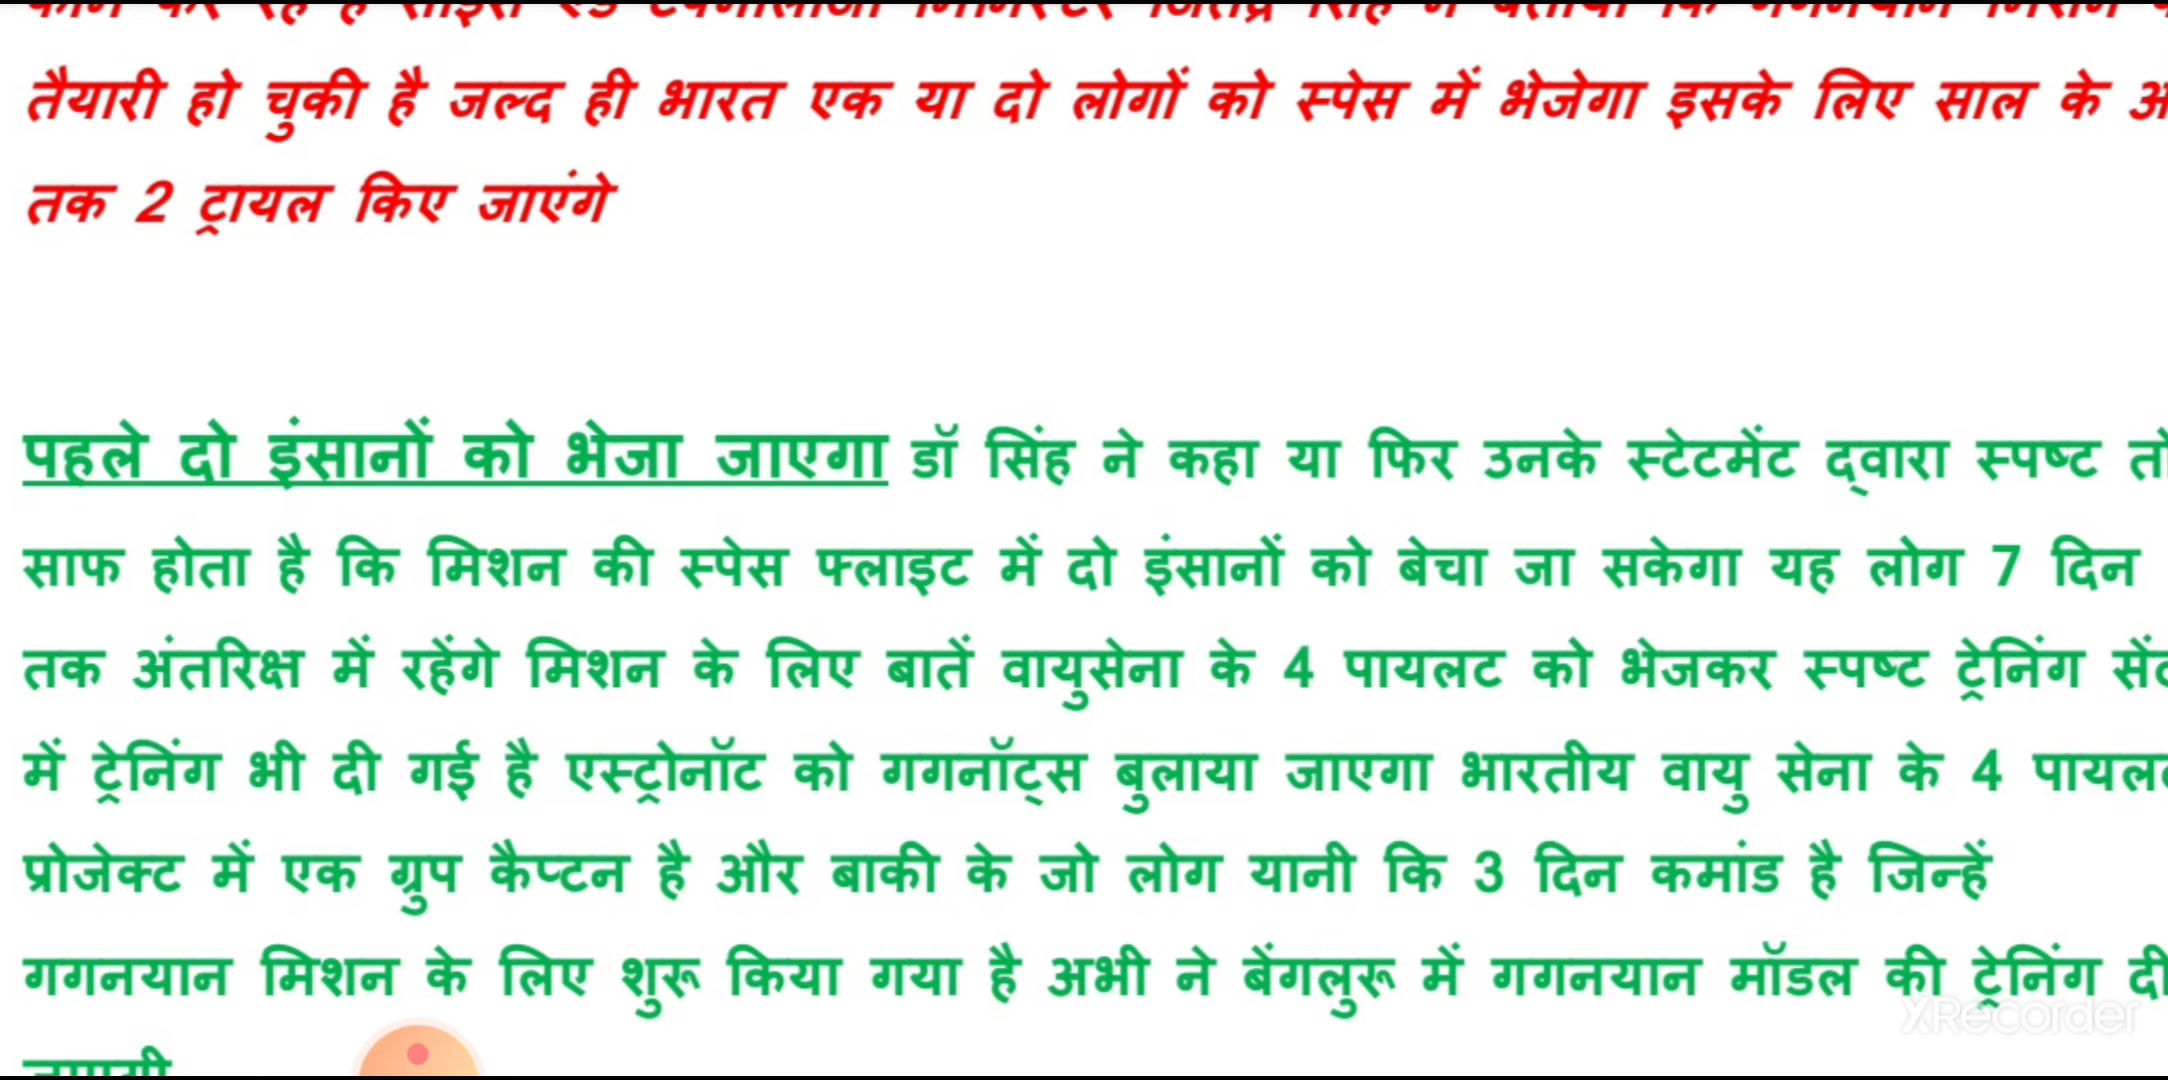 तैयारी हो चुकी है जल्द ही भारत एक या दो लोगों को स्पेस में भेजेगा इसके लिए साल के
तक 2 ट्रायल किए जाएंगे
पहले दो इंसानों को भेजा जाएगा डॉ सिंह ने कहा या फिर उनके स्टेटमेंट द्वारा स्पष्ट तो
साफ होता है कि मिशन की स्पेस फ्लाइट में दो इंसानों को बेचा जा सकेगा यह लोग 7 दिन
तक अंतरिक्ष में रहेंगे मिशन के लिए बातें वायुसेना के 4 पायलट को भेजकर स्पष्ट ट्रेनिंग
में ट्रेनिंग भी दी गई है एस्ट्रोनॉट को गगनॉट्स बुलाया जाएगा भारतीय वायु सेना के 4
प्रोजेक्ट में एक ग्रुप कैप्टन है और बाकी के जो लोग यानी कि 3 दिन कमांड है जिन्हें
गगनयान मिशन के लिए शुरू किया गया है अभी ने बेंगलुरू में गगनयान मॉडल की ट्रेनिंग दी
XRecorder